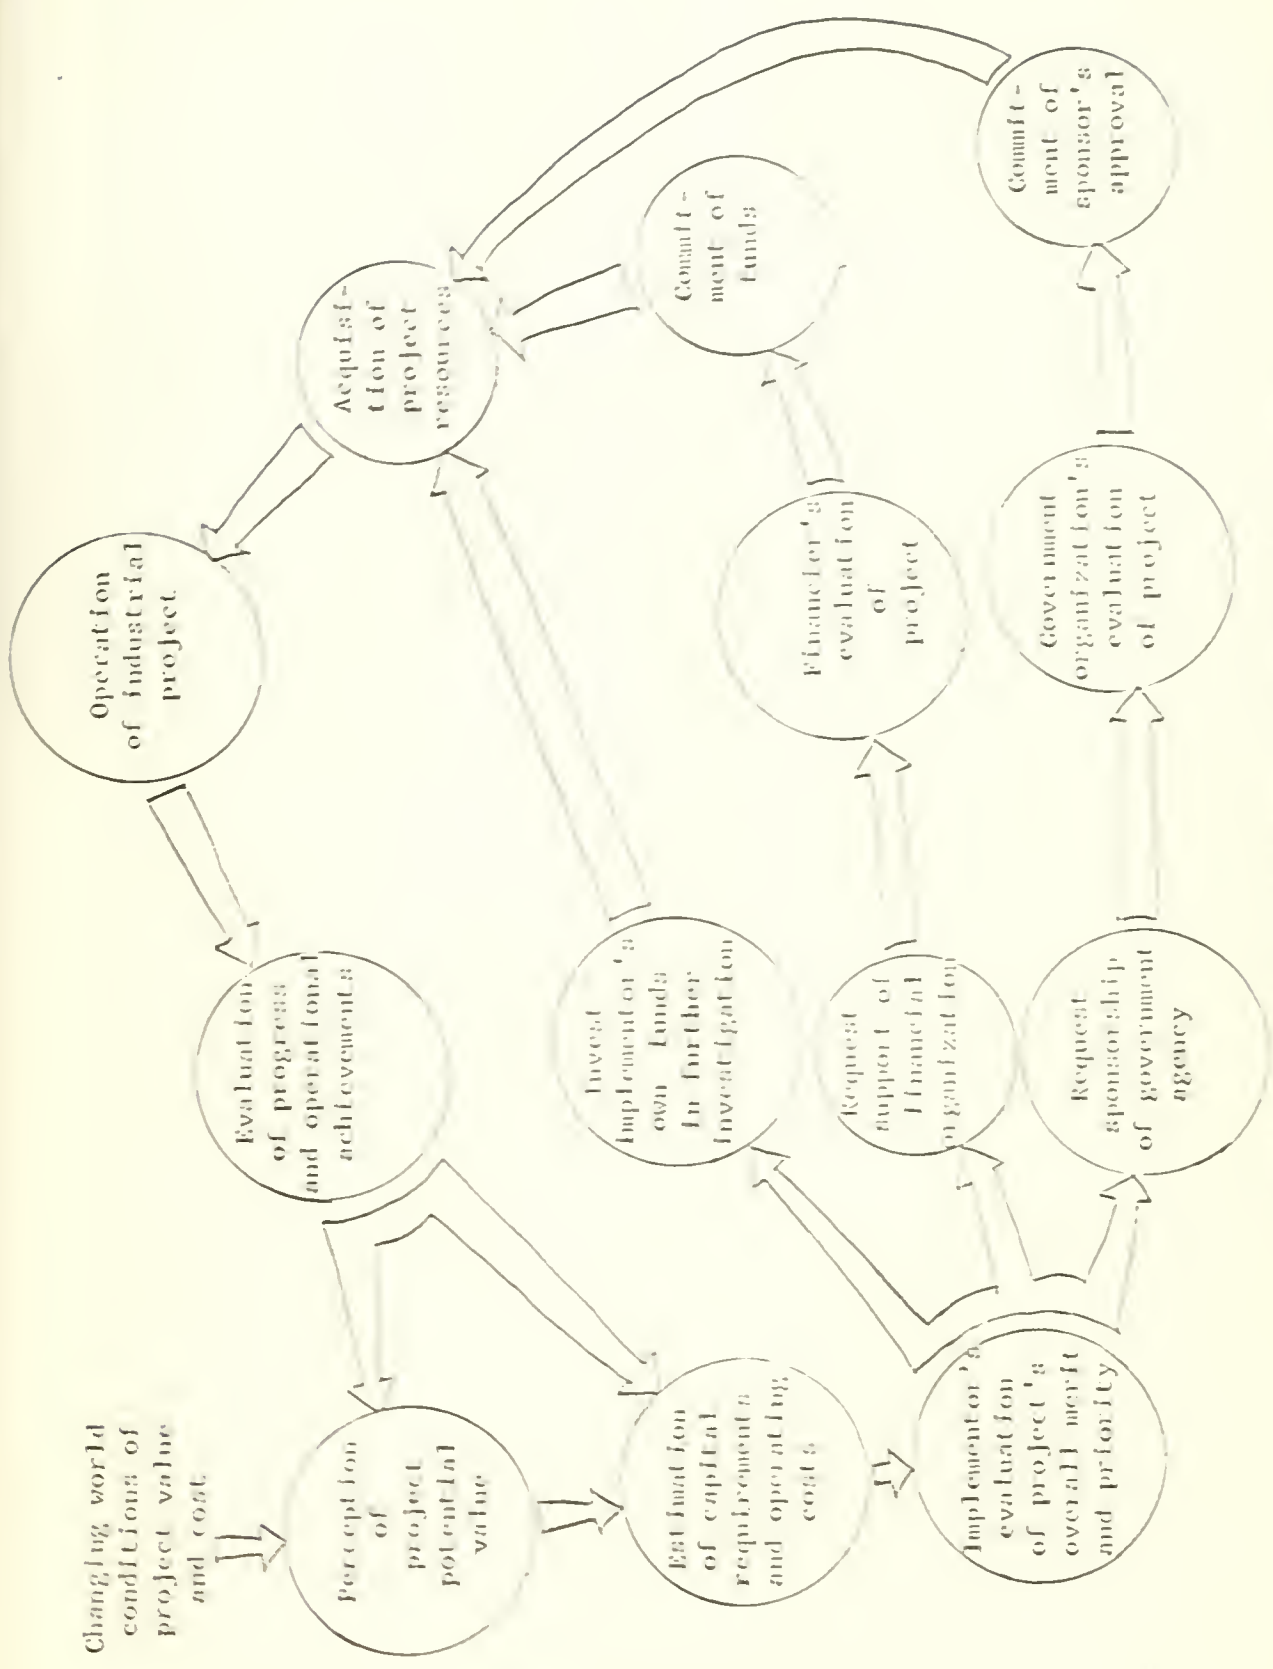 Changing world
conditions of
project value
and cost
Perception
of
project
potential
value
Estimation
of capital
requirements
and operating
costs
Implementor's
evaluation
of project's
overall merit
and priority
Evaluation
of progress
and operational
achievements
Invest
implementor's
own funds
in further
investigation
Request
support of
financial
organization
Request
sponsorship
of government
agency
Operation
of industrial
project
Financier's
evaluation
of
project
Government
organization's
evaluation
of project
Acquisi-
tion of
project
resources
Commit-
ment of
funds
Commit-
ment of
sponsor's
approval